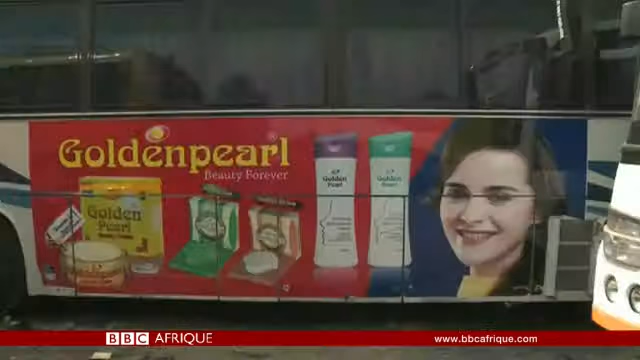 Goldenpearl
Beauty Forever
Golden
Pearl
Golden
Pearl
Golden
Pearl
BBC AFRIQUE
www.bbcafrique.com